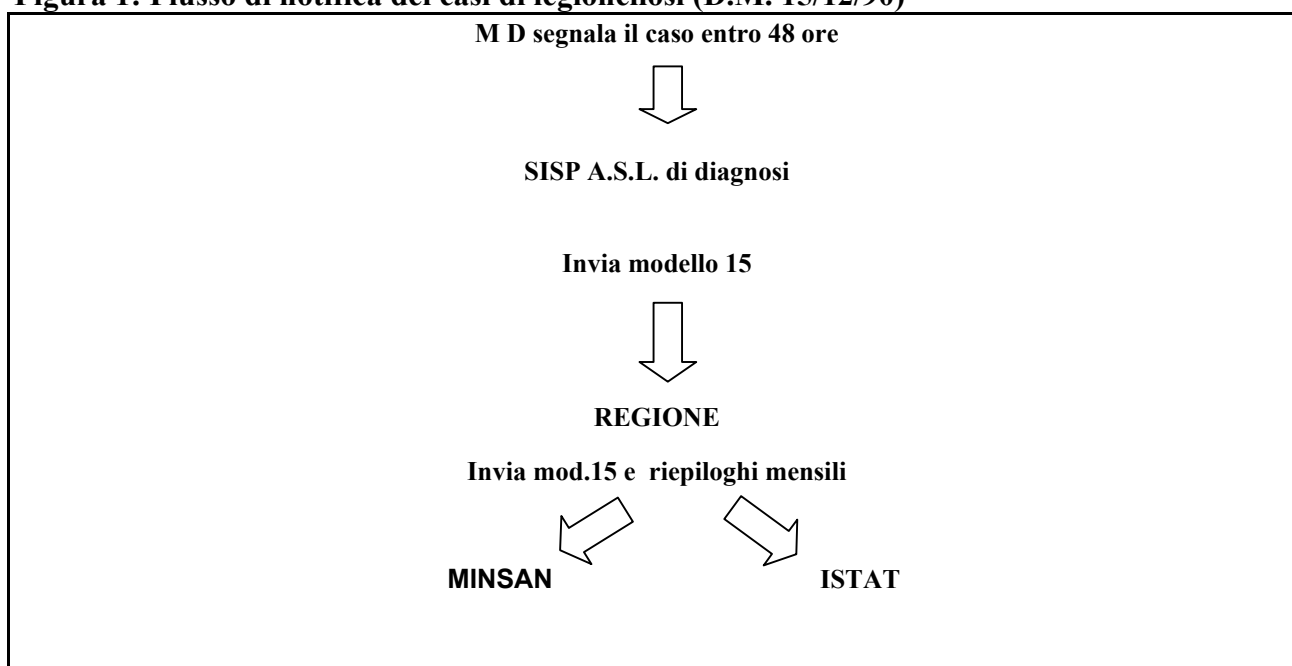 Figura 1: Flusso di notifica dei casi di legionellosi (D.M. 15/12/90)
M D segnala il caso entro 48 ore
SISP A.S.L. di diagnosi
Invia modello 15
REGIONE
Invia mod.15 e riepiloghi mensili
MINSAN ISTAT